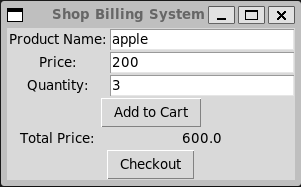 Shop Billing System
Product Name: apple
Price: 200
Quantity: 3
Add to Cart
Total Price: 600.0
Checkout